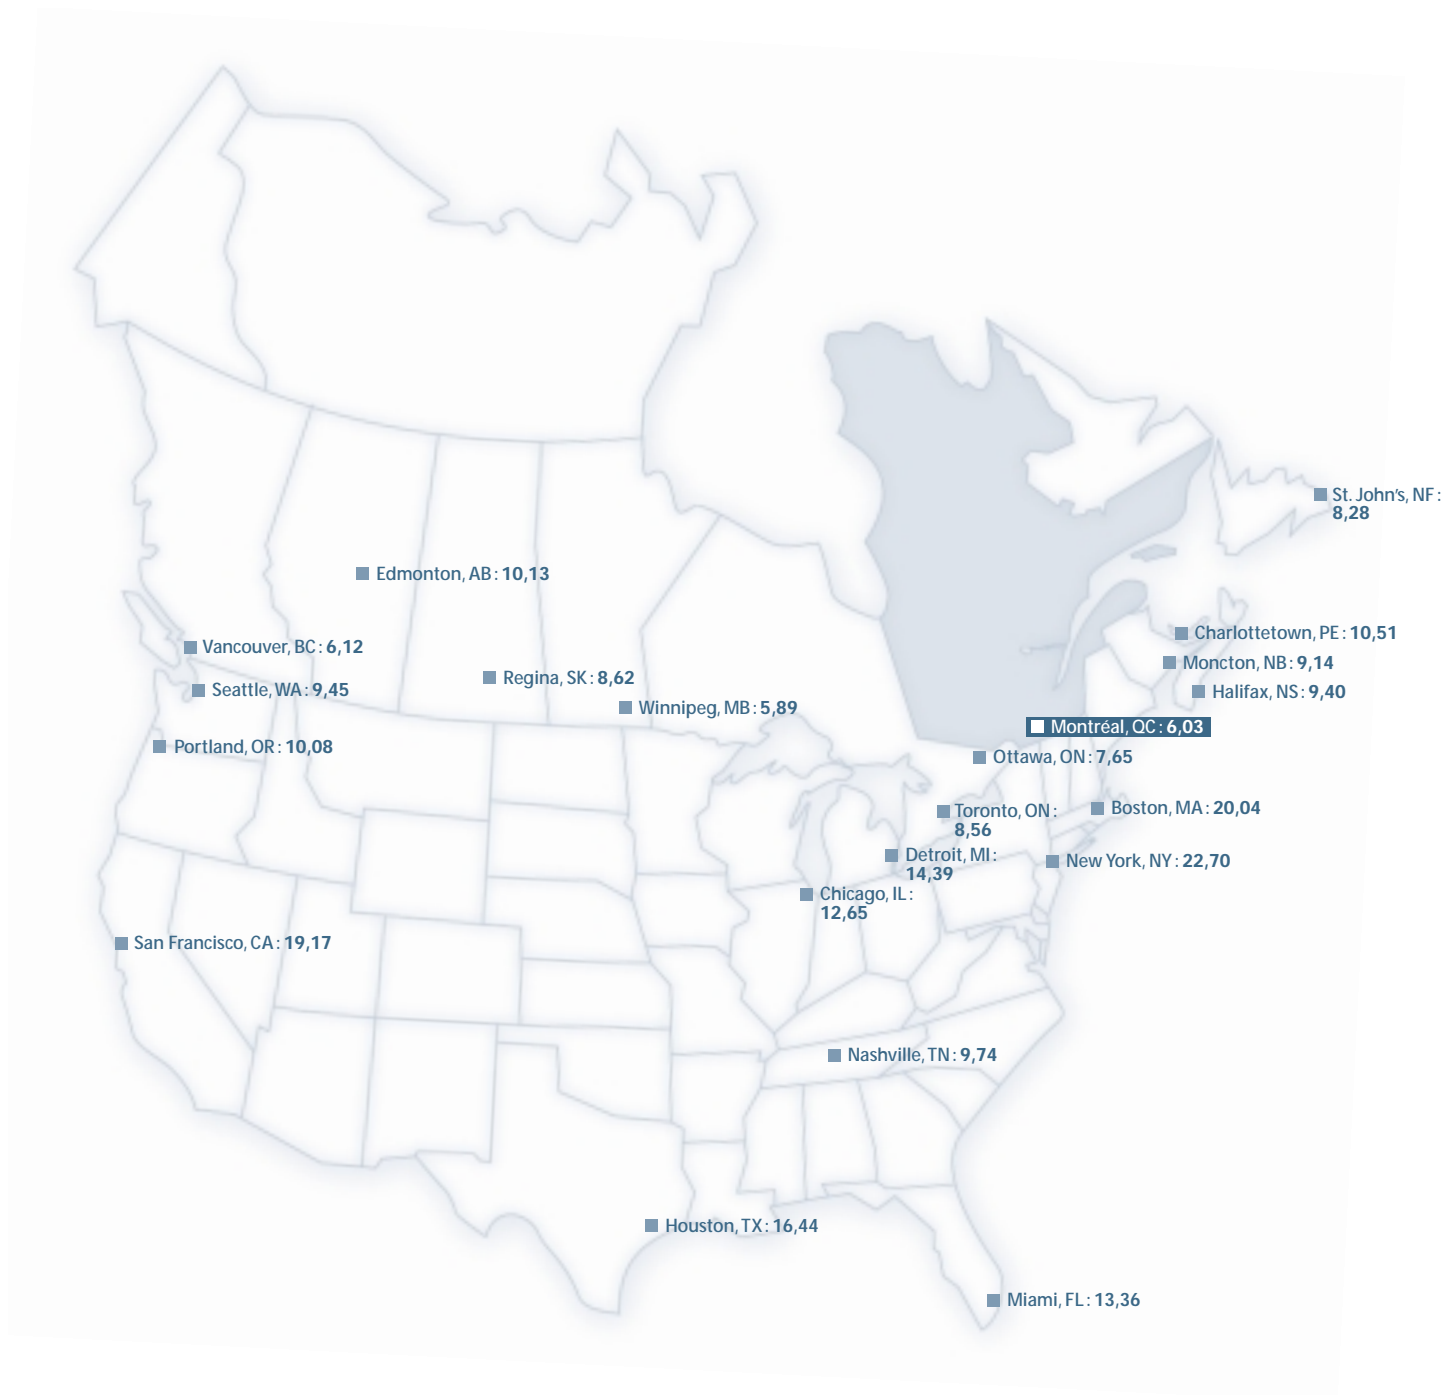 St. John's, NF :
8,28
Edmonton, AB : 10,13
Charlottetown, PE : 10,51
Vancouver, BC : 6,12
Moncton, NB : 9,14
Regina, SK : 8,62
Seattle, WA : 9,45
Halifax, NS : 9,40
Winnipeg, MB : 5,89
Montréal, QC : 6,03
Portland, OR : 10,08
Ottawa, ON : 7,65
Boston, MA : 20,04
Toronto, ON :
8,56
Detroit, MI :
14,39
New York, NY : 22,70
Chicago, IL :
12,65
San Francisco, CA : 19,17
Nashville, TN : 9,74
Houston, TX : 16,44
Miami, FL : 13,36